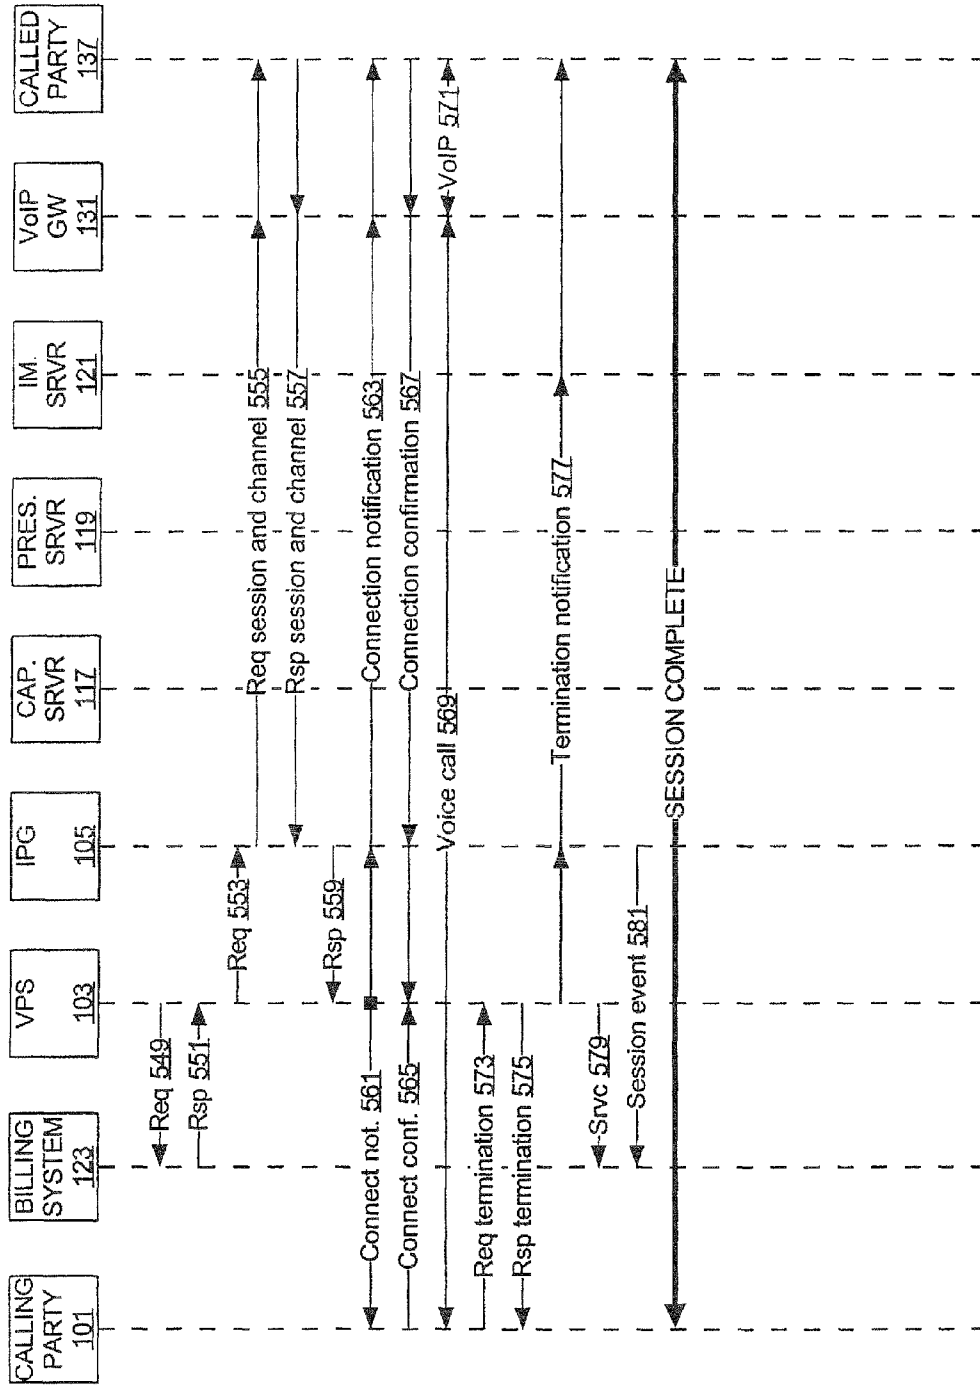 CALLING
PARTY
101
BILLING
SYSTEM
123
VPS
103
IPG
105
CAP.
SRVR
117
PRES.
SRVR
119
IM.
SRVR
121
VoIP
GW
131
CALLED
PARTY
137
Req 549
Rsp 551
Req 553
Req session and channel 555
Rsp session and channel 557
Rsp 559
Connect not. 561
Connection notification 563
Connect conf. 565
Connection confirmation 567
Voice call 569
VoIP 571
Req termination 573
Rsp termination 575
Termination notification 577
Srvc 579
Session event 581
SESSION COMPLETE